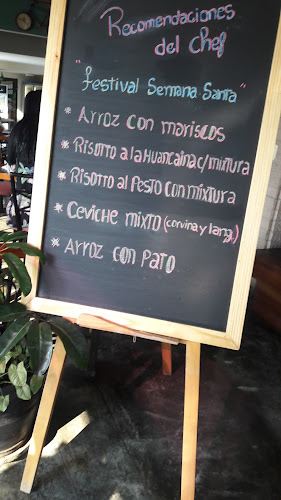 Recomendaciones
del chef
"festival Semana Santa"
* Arroz con mariscos
* Risotto a la Huancaina c/mixtura
* Risotto al Pesto con mixtura
* Ceviche mixto (corvina y lang.)
* Arroz con Pato